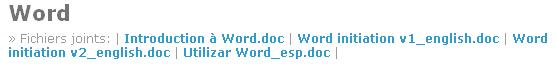 Word
» Fichiers joints: | Introduction à Word.doc | Word initiation v1_english.doc | Word
initiation v2_english.doc | Utilizar Word_esp.doc |